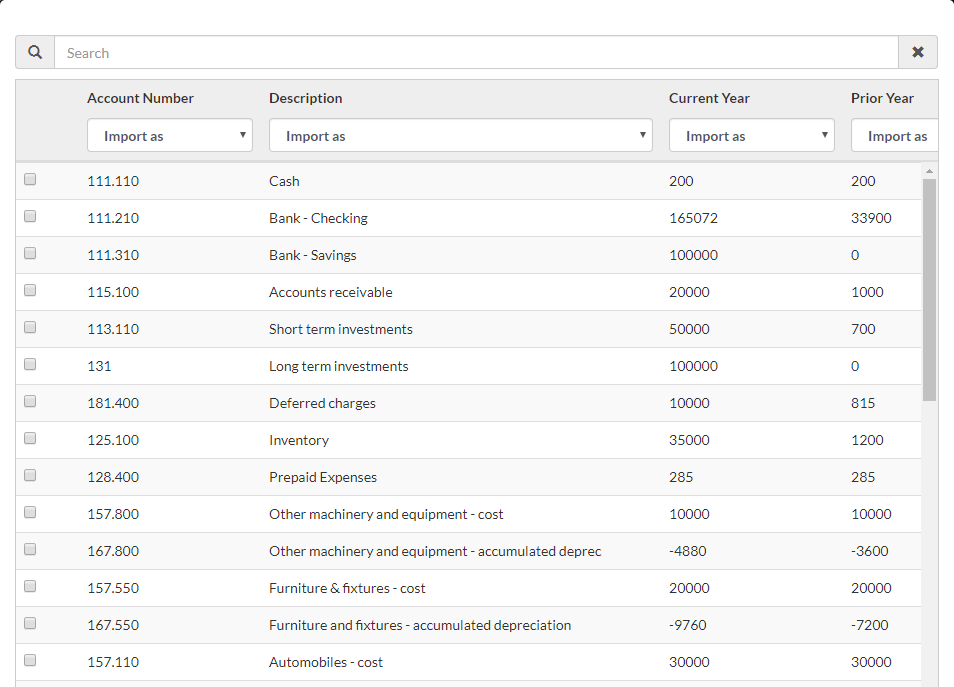 Search
Account Number Description Current Year Prior Year
Import as Import as Import as Import as
111.110 Cash 200 200
111.210 Bank - Checking 165072 33900
111.310 Bank - Savings 100000 0
115.100 Accounts receivable 20000 1000
113.110 Short term investments 50000 700
131 Long term investments 100000 0
181.400 Deferred charges 10000 815
125.100 Inventory 35000 1200
128.400 Prepaid Expenses 285 285
157.800 Other machinery and equipment - cost 10000 10000
167.800 Other machinery and equipment - accumulated deprec -4880 -3600
157.550 Furniture & fixtures - cost 20000 20000
167.550 Furniture and fixtures - accumulated depreciation -9760 -7200
157.110 Automobiles - cost 30000 30000